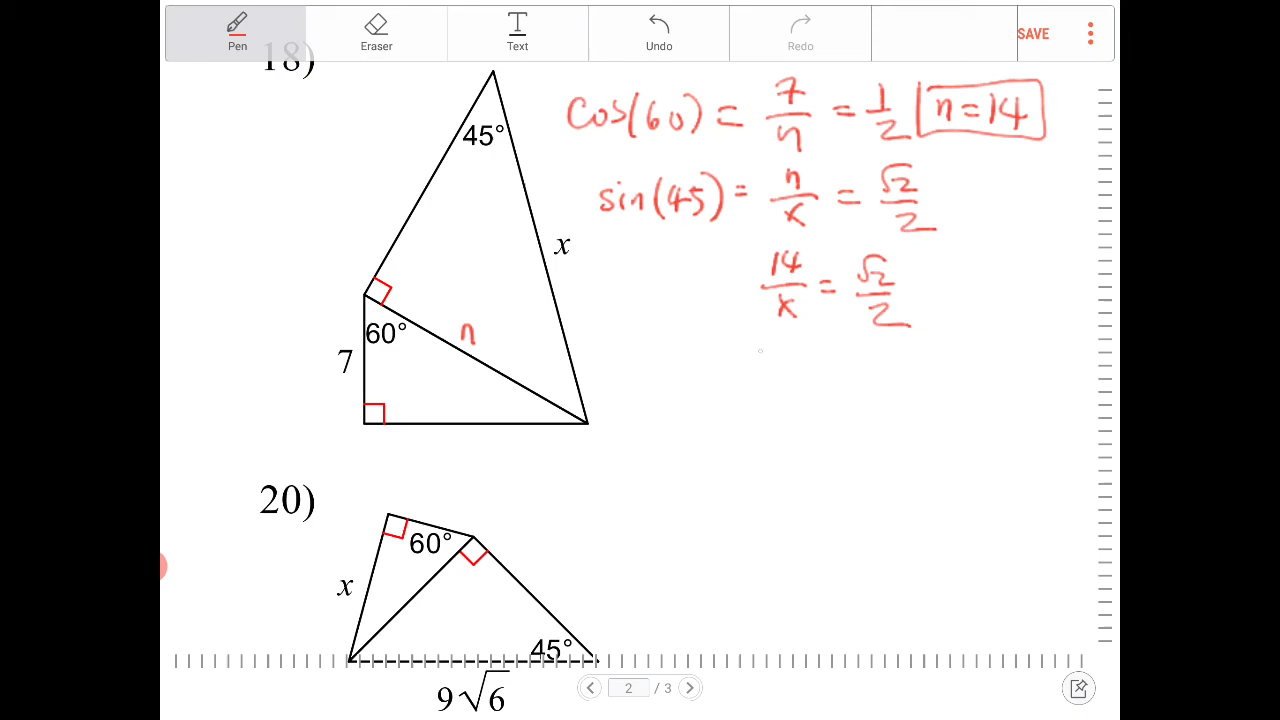 Pen Eraser Text Undo Redo SAVE
18)
45°
x
60°
n
7
cos(60) = 7/n = 1/2 n = 14
sin(45) = n/x = √2/2
14/x = √2/2
20)
60°
x
45°
9√6
2 / 3